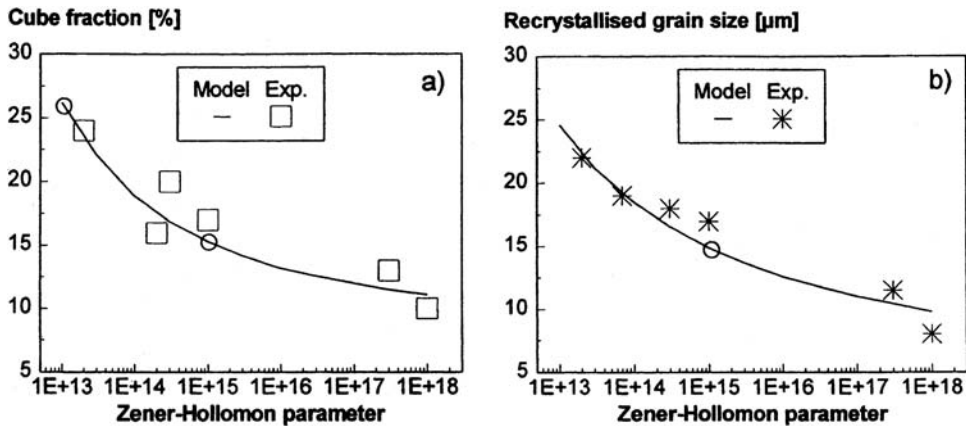 Cube fraction [%]
30
25
20
15
10
5
a)
Model Exp.
1E+13 1E+14 1E+15 1E+16 1E+17 1E+18
Zener-Hollomon parameter
Recrystallised grain size [µm]
30
25
20
15
10
5
b)
Model Exp.
1E+13 1E+14 1E+15 1E+16 1E+17 1E+18
Zener-Hollomon parameter